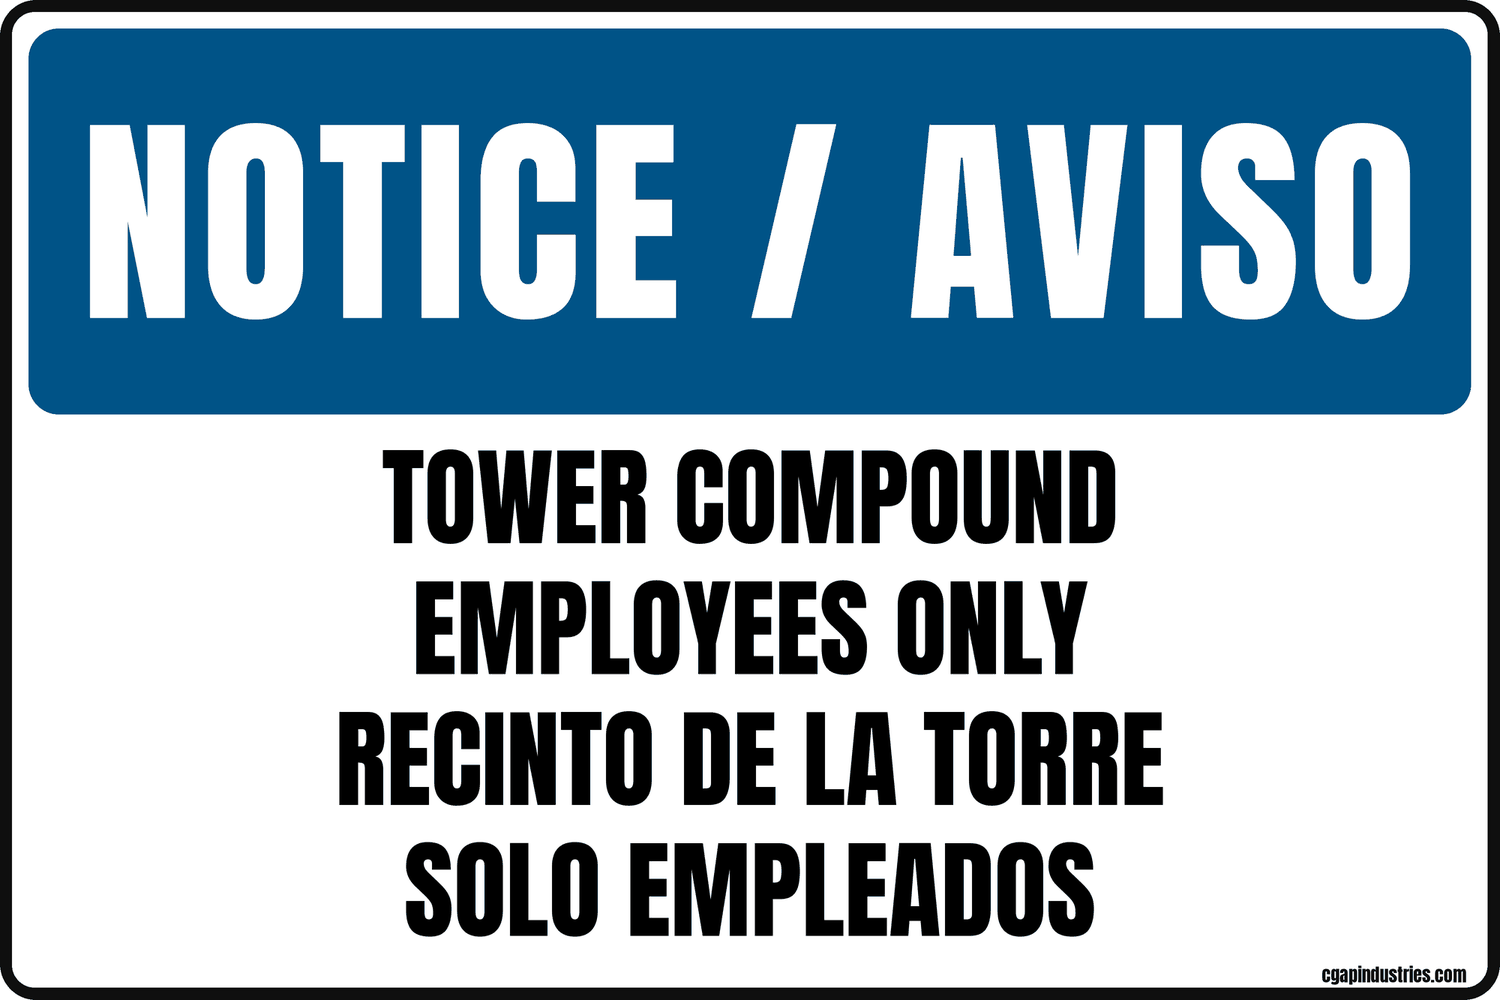 NOTICE / AVISO
TOWER COMPOUND
EMPLOYEES ONLY
RECINTO DE LA TORRE
SOLO EMPLEADOS
cgapindustries.com